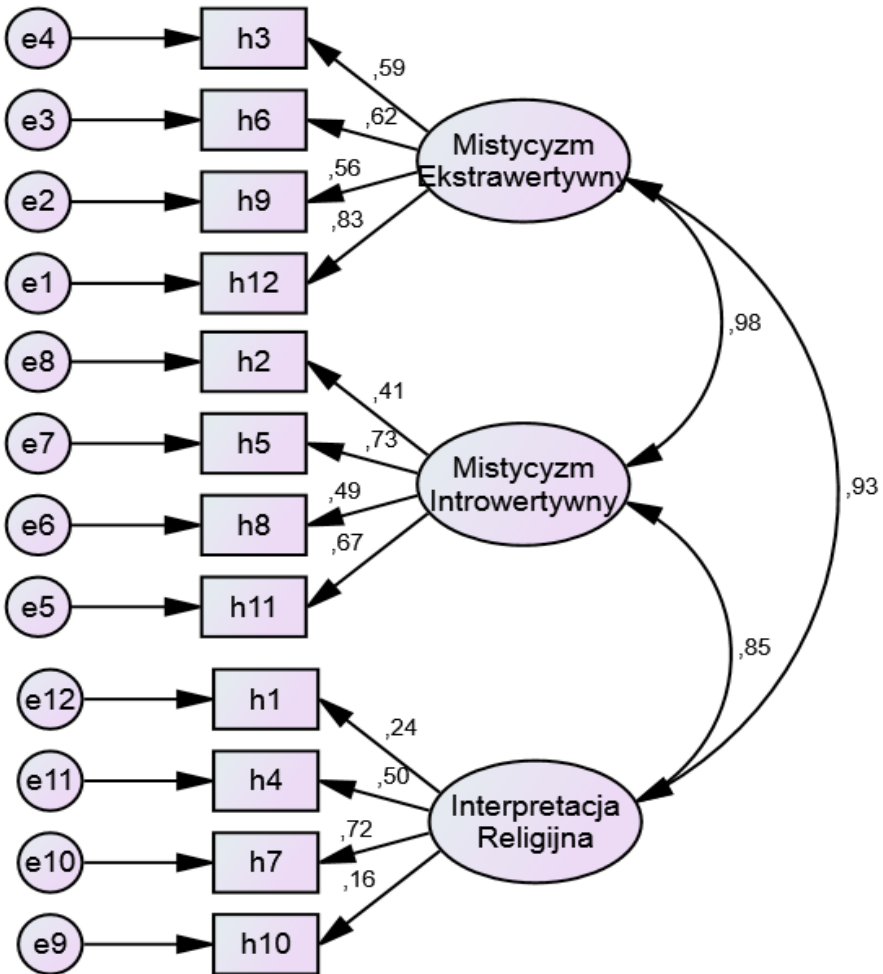 e4
h3
,59
e3
h6
,62
e2
h9
,56
e1
h12
,83
Mistycyzm
Ekstrawertywny
e8
h2
,41
e7
h5
,73
e6
h8
,49
e5
h11
,67
Mistycyzm
Introwertywny
,98
,93
,85
e12
h1
,24
e11
h4
,50
e10
h7
,72
e9
h10
,16
Interpretacja
Religijna